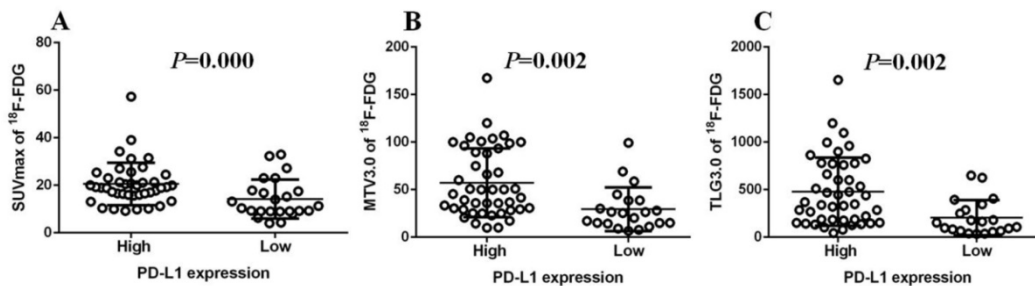 A
P=0.000
SUVmax of ¹⁸F-FDG
80
60
40
20
0
High Low
PD-L1 expression
B
P=0.002
MTV3.0 of ¹⁸F-FDG
200
150
100
50
0
High Low
PD-L1 expression
C
P=0.002
TLG3.0 of ¹⁸F-FDG
2000
1500
1000
500
0
High Low
PD-L1 expression